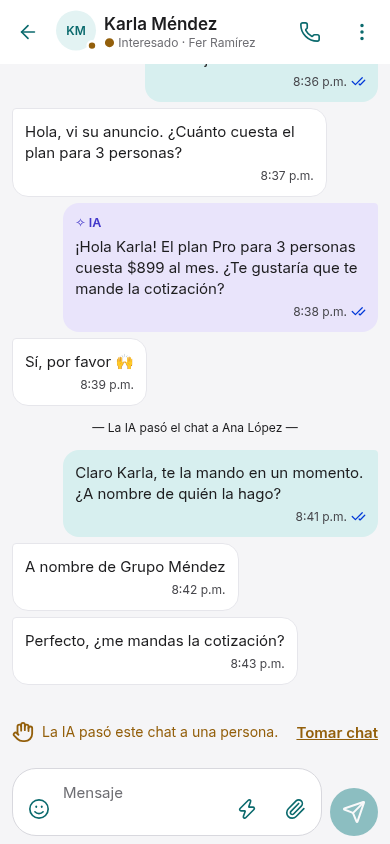 KM
Karla Méndez
Interesado · Fer Ramírez
8:36 p.m.
Hola, vi su anuncio. ¿Cuánto cuesta el
plan para 3 personas?
8:37 p.m.
IA
¡Hola Karla! El plan Pro para 3 personas
cuesta $899 al mes. ¿Te gustaría que te
mande la cotización?
8:38 p.m.
Sí, por favor 🙌
8:39 p.m.
— La IA pasó el chat a Ana López —
Claro Karla, te la mando en un momento.
¿A nombre de quién la hago?
8:41 p.m.
A nombre de Grupo Méndez
8:42 p.m.
Perfecto, ¿me mandas la cotización?
8:43 p.m.
La IA pasó este chat a una persona. Tomar chat
Mensaje